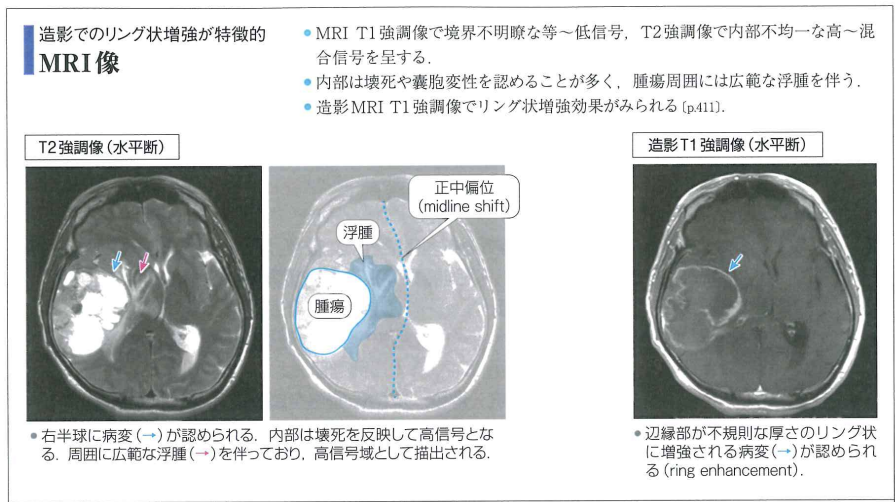 造影でのリング状増強が特徴的
MRI像
● MRI T1強調像で境界不明瞭な等～低信号，T2強調像で内部不均一な高～混
合信号を呈する．
● 内部は壊死や嚢胞変性を認めることが多く，腫瘍周囲には広範な浮腫を伴う．
● 造影MRI T1強調像でリング状増強効果がみられる〔p.411〕．
T2強調像（水平断）
正中偏位
(midline shift)
浮腫
腫瘍
● 右半球に病変（→）が認められる．内部は壊死を反映して高信号とな
る．周囲に広範な浮腫（→）を伴っており，高信号域として描出される．
造影T1強調像（水平断）
● 辺縁部が不規則な厚さのリング状
に増強される病変（→）が認められ
る（ring enhancement）．